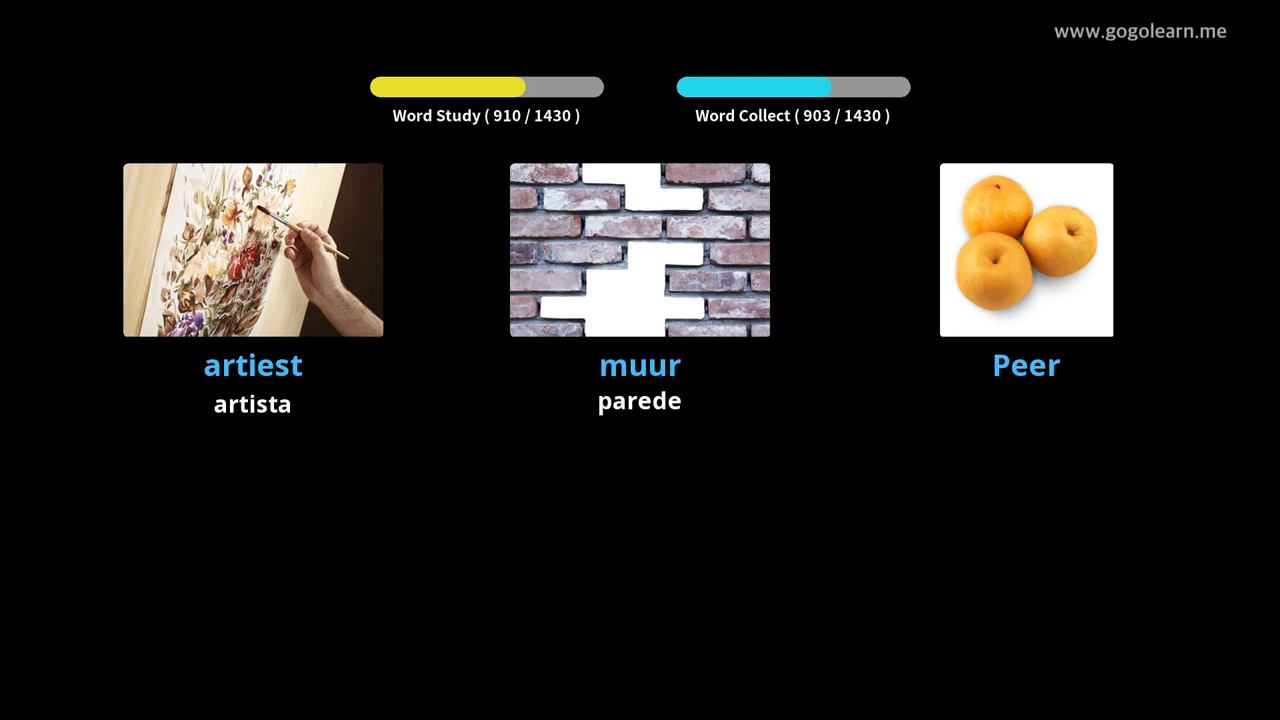 www.gogolearn.me
Word Study ( 910 / 1430 )
Word Collect ( 903 / 1430 )
artiest
muur
Peer
artista
parede